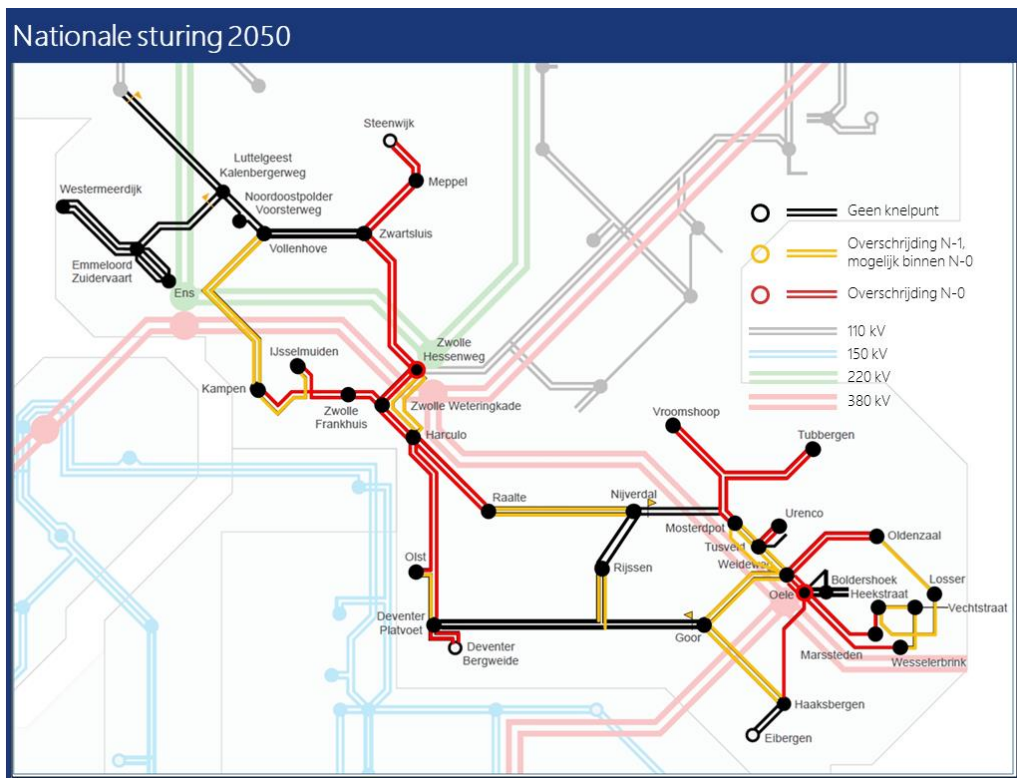 Nationale sturing 2050
Steenwijk
Meppel
Luttelgeest
Kalenbergerweg
Westermeerdijk
Noordoostpolder
Voorsterweg
Zwartsluis
Vollenhove
Emmeloord
Zuidervaart
Ens
Geen knelpunt
Overschrijding N-1,
mogelijk binnen N-0
Overschrijding N-0
110 kV
150 kV
220 kV
380 kV
IJsselmuiden
Zwolle
Hessenweg
Kampen
Zwolle
Frankhuis
Zwolle Weteringkade
Harculo
Vroomshoop
Tubbergen
Raalte
Nijverdal
Mosterdpot
Urenco
Tusveld
Oldenzaal
Weideweg
Olst
Rijssen
Boldershoek
Losser
Oele
Heekstraat
Vechtstraat
Deventer
Platvoet
Goor
Deventer
Bergweide
Marssteden
Wesselerbrink
Haaksbergen
Eibergen